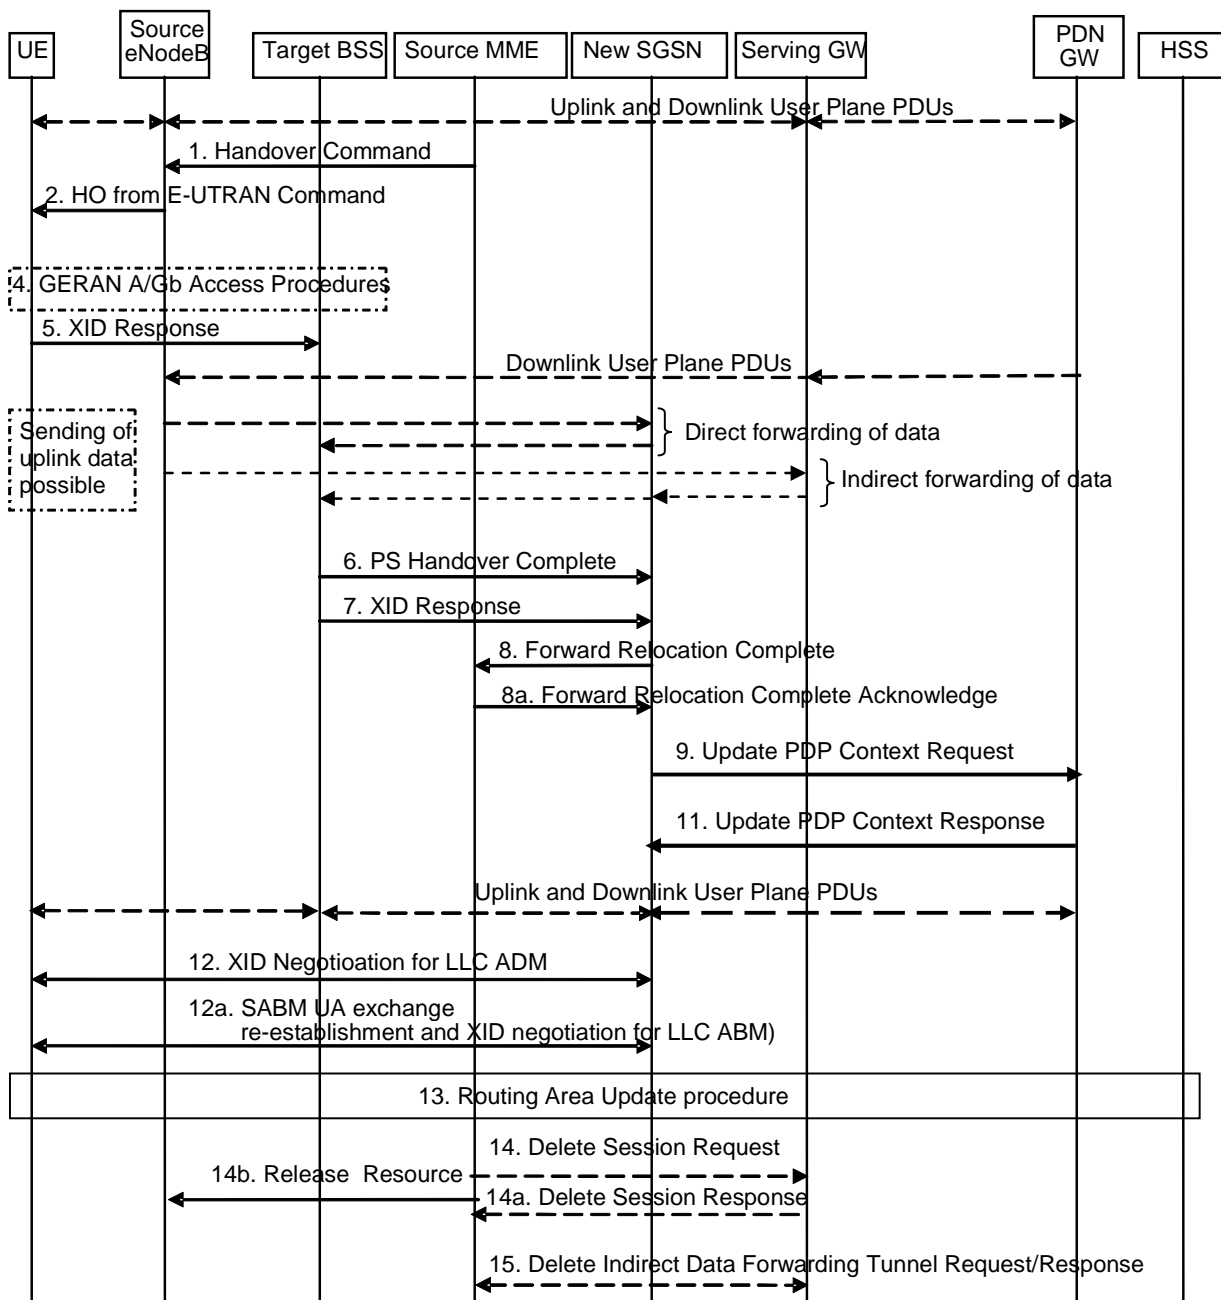 UE
Source
eNodeB
Target BSS
Source MME
New SGSN
Serving GW
PDN
GW
HSS
Uplink and Downlink User Plane PDUs
1. Handover Command
2. HO from E-UTRAN Command
4. GERAN A/Gb Access Procedures
5. XID Response
Downlink User Plane PDUs
Sending of
uplink data
possible
Direct forwarding of data
Indirect forwarding of data
6. PS Handover Complete
7. XID Response
8. Forward Relocation Complete
8a. Forward Relocation Complete Acknowledge
9. Update PDP Context Request
11. Update PDP Context Response
Uplink and Downlink User Plane PDUs
12. XID Negotioation for LLC ADM
12a. SABM UA exchange
re-establishment and XID negotiation for LLC ABM)
13. Routing Area Update procedure
14. Delete Session Request
14b. Release Resource
14a. Delete Session Response
15. Delete Indirect Data Forwarding Tunnel Request/Response